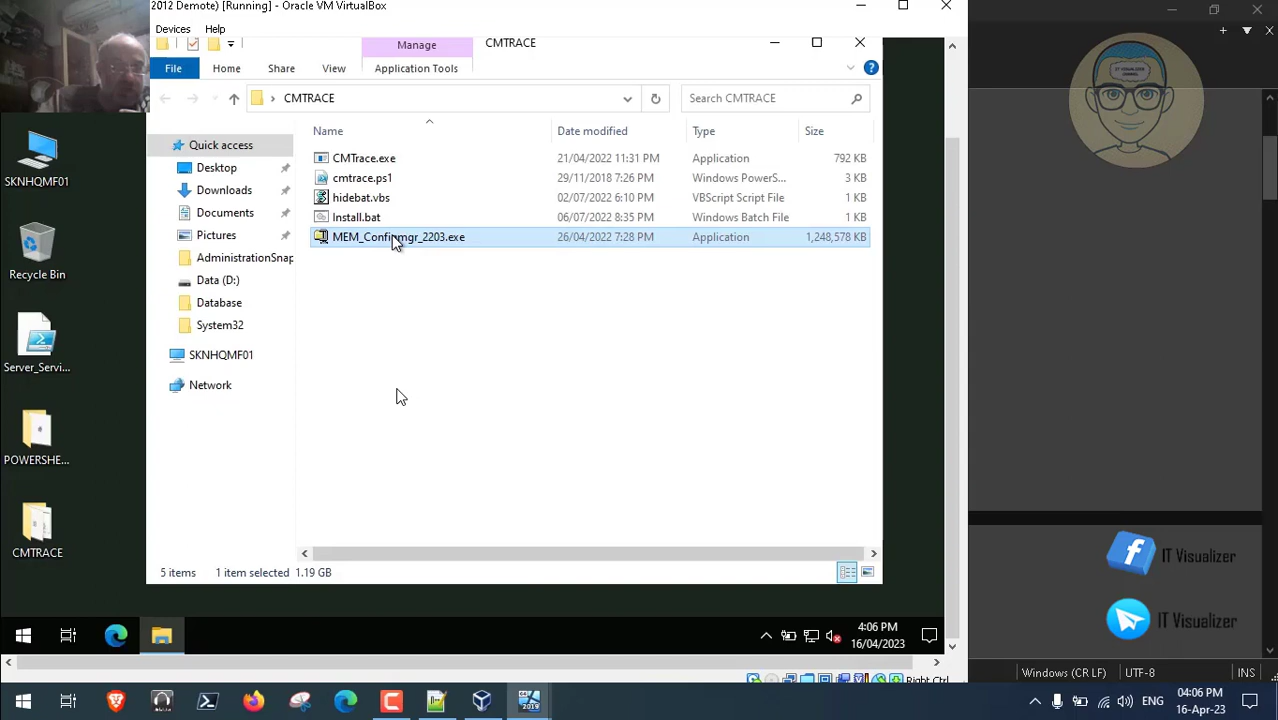 2012 Demote) [Running] - Oracle VM VirtualBox
Devices Help
Manage CMTRACE
File Home Share View Application Tools
CMTRACE Search CMTRACE
Name Date modified Type Size
Quick access
Desktop
Downloads
Documents
Pictures
AdministrationSnap
Data (D:)
Database
System32
SKNHQMF01
Network
CMTrace.exe 21/04/2022 11:31 PM Application 792 KB
cmtrace.ps1 29/11/2018 7:26 PM Windows PowerS... 3 KB
hidebat.vbs 02/07/2022 6:10 PM VBScript Script File 1 KB
Install.bat 06/07/2022 8:35 PM Windows Batch File 1 KB
MEM_Configmgr_2203.exe 26/04/2022 7:28 PM Application 1,248,578 KB
5 items 1 item selected 1.19 GB
SKNHQMF01
Recycle Bin
Server_Servi...
POWERSHE...
CMTRACE
4:06 PM
16/04/2023
IT VISUALIZER
CHANNEL
IT Visualizer
IT Visualizer
Right Ctrl
Windows (CR LF) UTF-8 INS
2019
ENG 04:06 PM
16-Apr-23